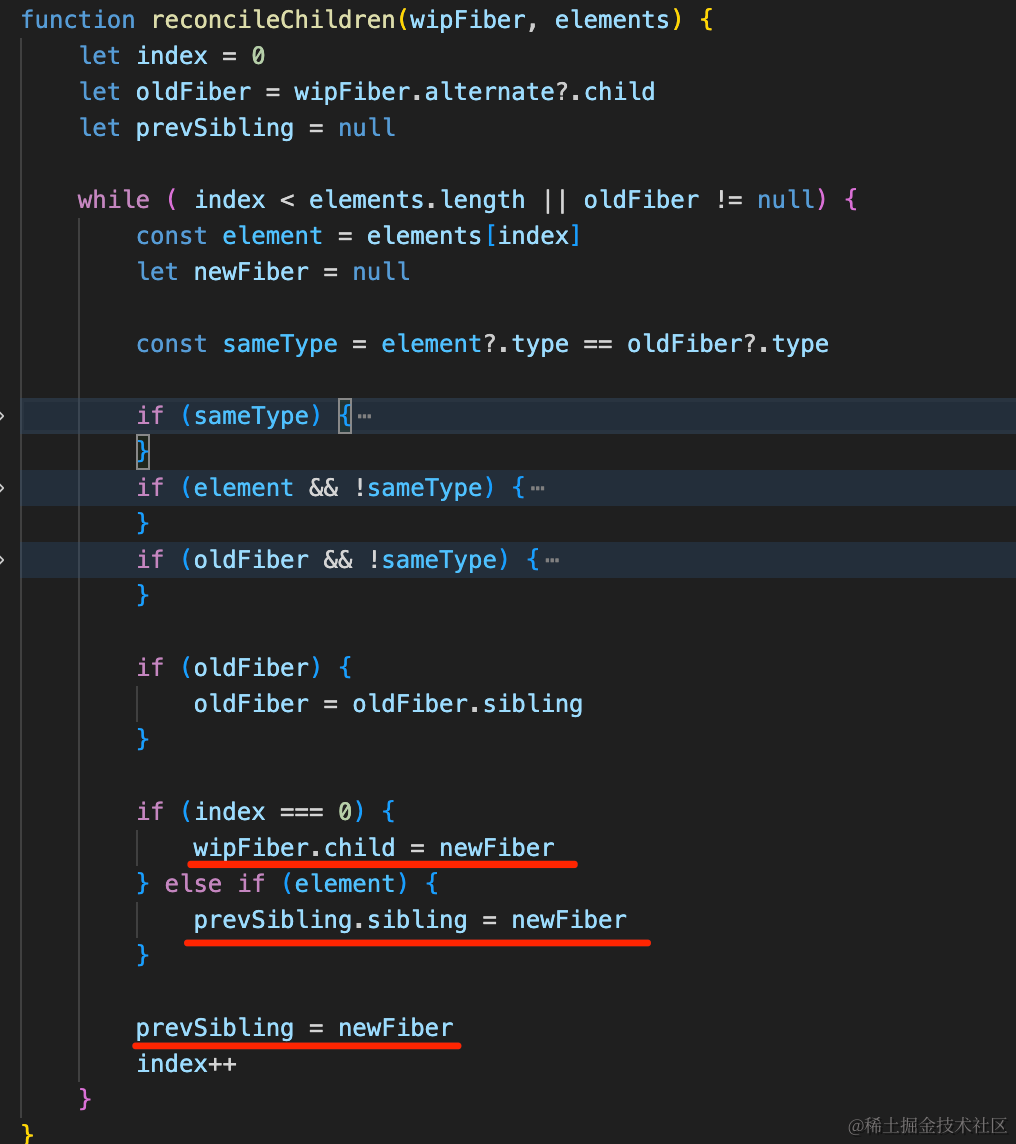 function reconcileChildren(wipFiber, elements) {
let index = 0
let oldFiber = wipFiber.alternate?.child
let prevSibling = null
while ( index < elements.length || oldFiber != null) {
const element = elements[index]
let newFiber = null
const sameType = element?.type == oldFiber?.type
if (sameType) {⋯
}
if (element && !sameType) {⋯
}
if (oldFiber && !sameType) {⋯
}
if (oldFiber) {
oldFiber = oldFiber.sibling
}
if (index === 0) {
wipFiber.child = newFiber
} else if (element) {
prevSibling.sibling = newFiber
}
prevSibling = newFiber
index++
}
}
@稀土掘金技术社区